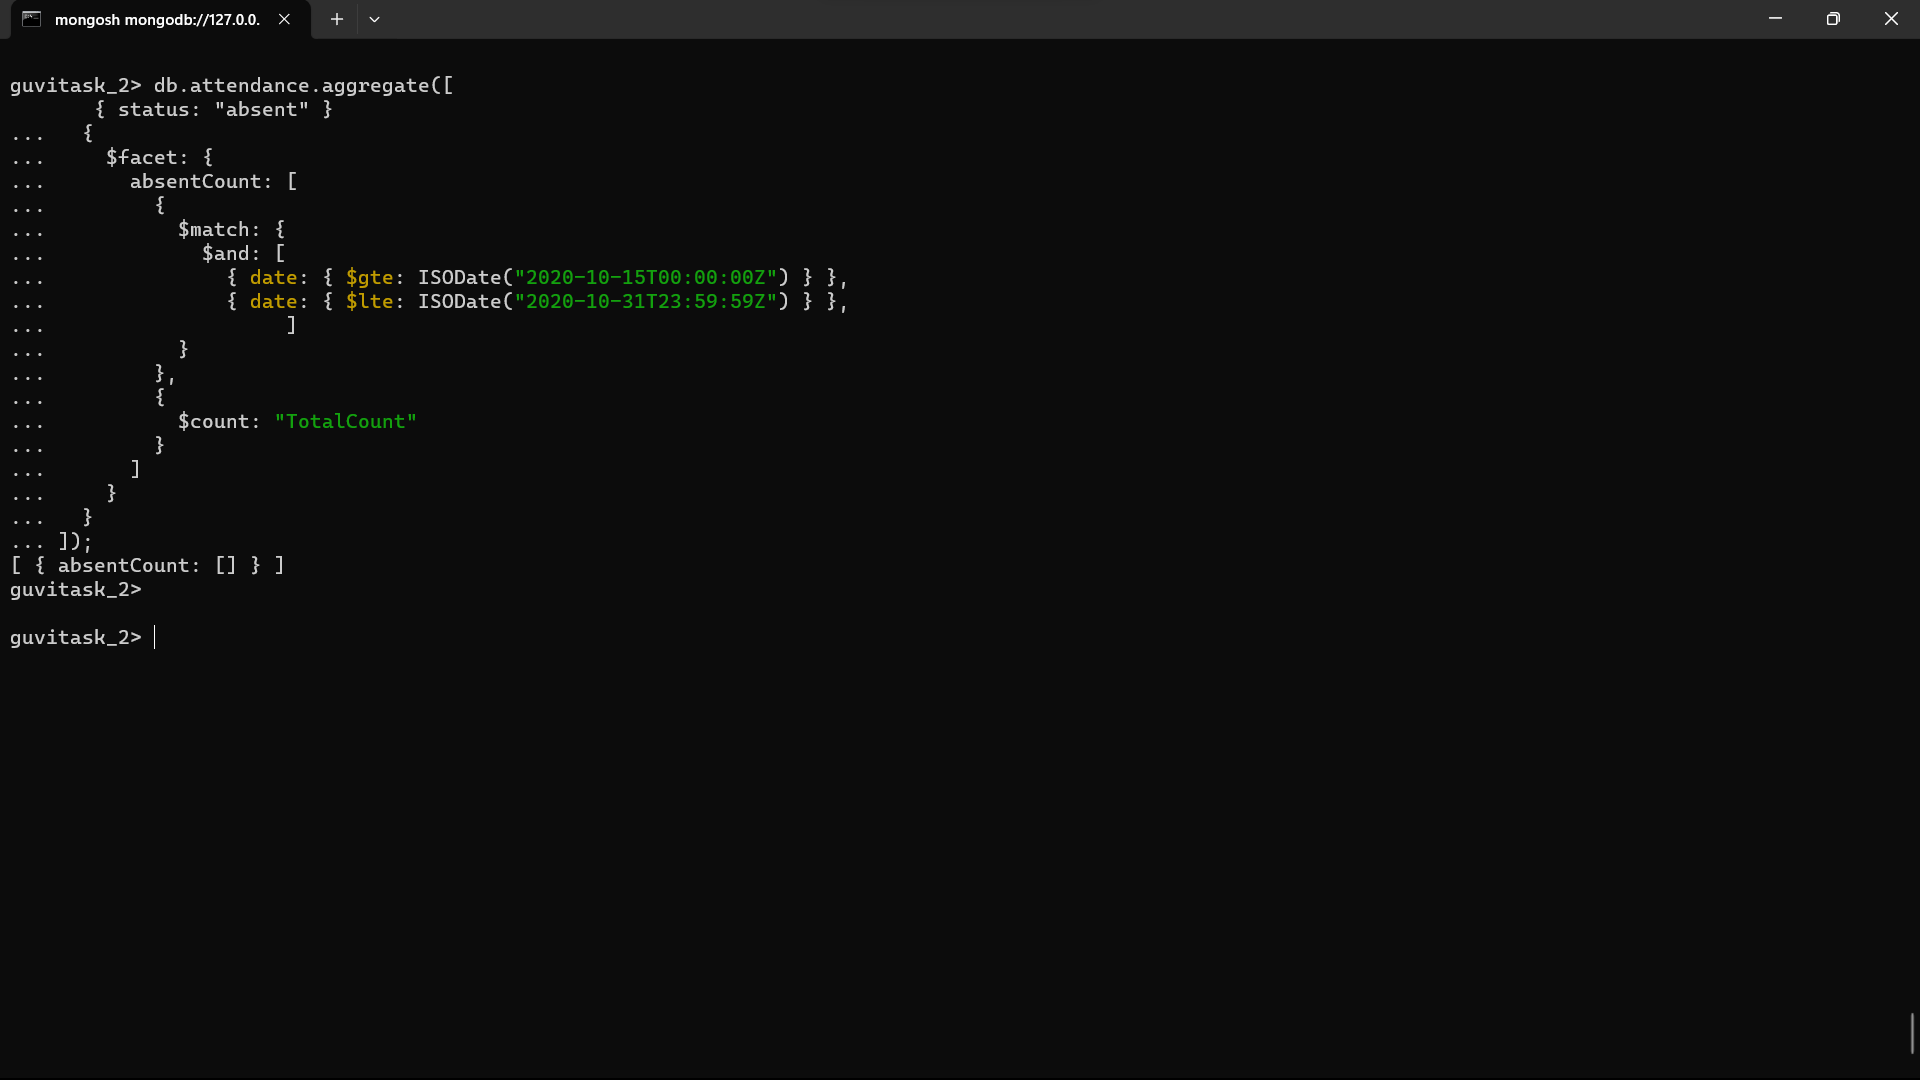 mongosh mongodb://127.0.0.
guvitask_2> db.attendance.aggregate([
       { status: "absent" }
...   {
...     $facet: {
...       absentCount: [
...         {
...           $match: {
...             $and: [
...               { date: { $gte: ISODate("2020-10-15T00:00:00Z") } },
...               { date: { $lte: ISODate("2020-10-31T23:59:59Z") } },
...                    ]
...           }
...         },
...         {
...           $count: "TotalCount"
...         }
...       ]
...     }
...   }
... ]);
[ { absentCount: [] } ]
guvitask_2>
guvitask_2>